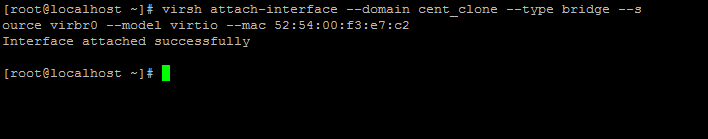 [root@localhost ~]# virsh attach-interface --domain cent_clone --type bridge --s
ource virbr0 --model virtio --mac 52:54:00:f3:e7:c2
Interface attached successfully
[root@localhost ~]#